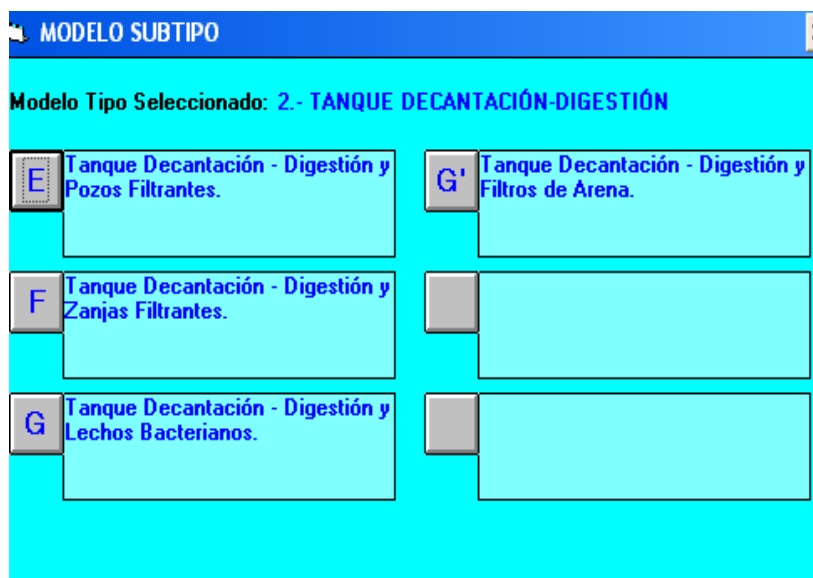 MODELO SUBTIPO
Modelo Tipo Seleccionado: 2.- TANQUE DECANTACIÓN-DIGESTIÓN
E
Tanque Decantación - Digestión y
Pozos Filtrantes.
F
Tanque Decantación - Digestión y
Zanjas Filtrantes.
G
Tanque Decantación - Digestión y
Lechos Bacterianos.
G'
Tanque Decantación - Digestión y
Filtros de Arena.